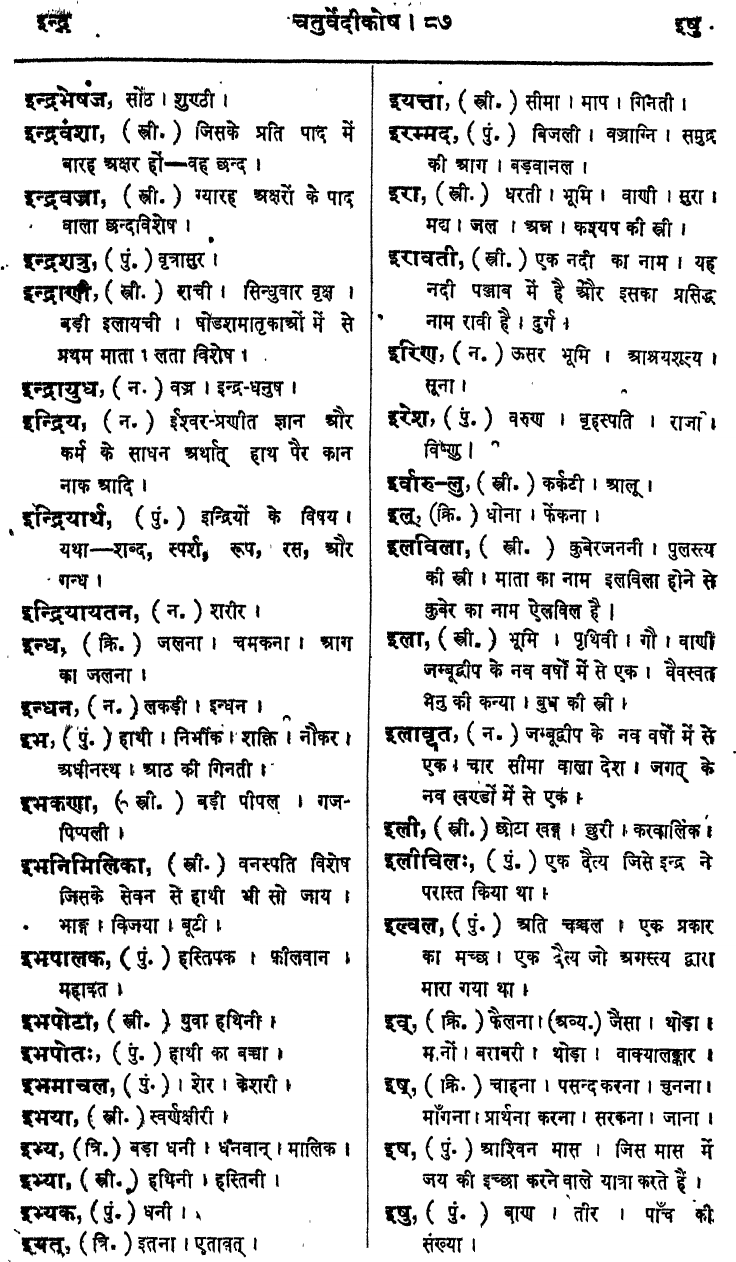 इन्द्र चतुर्वेदीकोष । ८७ इषु
इन्द्रभेषज, सोंठ । शुण्ठी ।
इन्द्रवंशा, ( स्त्री. ) जिसके प्रति पाद में
बारह अक्षर हों—वह छन्द ।
इन्द्रवज्रा, ( स्त्री. ) ग्यारह अक्षरों के पाद
वाला छन्दविशेष ।
इन्द्रशत्रु, ( पुं. ) वृत्रासुर ।
इन्द्राणी, ( स्त्री. ) शची । सिन्धुवार वृक्ष ।
बड़ी इलायची । षोडशमातृकाओं में से
प्रथम माता । लता विशेष ।
इन्द्रायुध, ( न. ) वज्र । इन्द्र-धनुष ।
इन्द्रिय, ( न. ) ईश्वर-प्रणीत ज्ञान और
कर्म के साधन अर्थात् हाथ पैर कान
नाक आदि ।
इन्द्रियार्थ, ( पुं. ) इन्द्रियों के विषय ।
यथा—शब्द, स्पर्श, रूप, रस, और
गन्ध ।
इन्द्रियायतन, ( न. ) शरीर ।
इन्ध, ( क्रि. ) जलना । चमकना । आग
का जलना ।
इन्धन, ( न. ) लकड़ी । इन्धन ।
इभ, ( पुं. ) हाथी । निर्भीक । शक्ति । नौकर ।
अधीनस्थ । आठ की गिनती ।
इभकणा, ( स्त्री. ) बड़ी पीपल । गज-
पिप्पली ।
इभनिमिलिका, ( स्त्री. ) वनस्पति विशेष
जिसके सेवन से हाथी भी सो जाय ।
भाङ्ग । विजया । बूटी ।
इभपालक, ( पुं. ) हस्तिपक । फ़ीलवान ।
महावत ।
इभपोटा, ( स्त्री. ) युवा हथिनी ।
इभपोतः, ( पुं. ) हाथी का बच्चा ।
इभमाचल, ( पुं. ) । शेर । केशरी ।
इभया, ( स्त्री. ) स्वर्णक्षीरी ।
इभ्य, ( त्रि. ) बड़ा धनी । धनवान् । मालिक ।
इभ्या, ( स्त्री. ) हथिनी । हस्तिनी ।
इभ्यक, ( पुं. ) धनी ।
इयत्, ( त्रि. ) इतना । एतावत् ।
इयत्ता, ( स्त्री. ) सीमा । माप । गिनती ।
इरम्मद, ( पुं. ) बिजली । वज्राग्नि । समुद्र
की आग । बड़वानल ।
इरा, ( स्त्री. ) धरती । भूमि । वाणी । सुरा ।
मद्य । जल । अन्न । कश्यप की स्त्री ।
इरावती, ( स्त्री. ) एक नदी का नाम । यह
नदी पञ्जाब में है और इसका प्रसिद्ध
नाम रावी है । दुर्ग ।
इरिण, ( न. ) ऊसर भूमि । आश्रयशून्य ।
सूना ।
इरेश, ( पुं. ) वरुण । बृहस्पति । राजा ।
विष्णु ।
इर्वारु-लु, ( स्त्री. ) कर्कटी । आलू ।
इल्, (क्रि. ) धोना । फेंकना ।
इलविला, ( स्त्री. ) कुबेरजननी । पुलस्त्य
की स्त्री । माता का नाम इलविला होने से
कुबेर का नाम ऐलविल है ।
इला, ( स्त्री. ) भूमि । पृथिवी । गौ । वाणी
जम्बूद्वीप के नव वर्षों में से एक । वैवस्वत
मनु की कन्या । बुध की स्त्री ।
इलावृत, ( न. ) जम्बूद्वीप के नव वर्षों में से
एक । चार सीमा वाला देश । जगत् के
नव खण्डों में से एक ।
इली, ( स्त्री. ) छोटा खङ्ग । छुरी । करवालिक ।
इलीविलः, ( पुं. ) एक दैत्य जिसे इन्द्र ने
परास्त किया था ।
इल्वल, ( पुं. ) अति चञ्चल । एक प्रकार
का मच्छ । एक दैत्य जो अगस्त्य द्वारा
मारा गया था ।
इव्, ( क्रि. ) फैलना । (अव्य.) जैसा । थोड़ा ।
मानों । बराबरी । थोड़ा । वाक्यालङ्कार ।
इष्, ( क्रि. ) चाहना । पसन्द करना । चुनना ।
माँगना । प्रार्थना करना । सरकना । जाना ।
इष, ( पुं. ) आश्विन मास । जिस मास में
जय की इच्छा करने वाले यात्रा करते हैं ।
इषु, ( पुं. ) बाण । तीर । पाँच की
संख्या ।